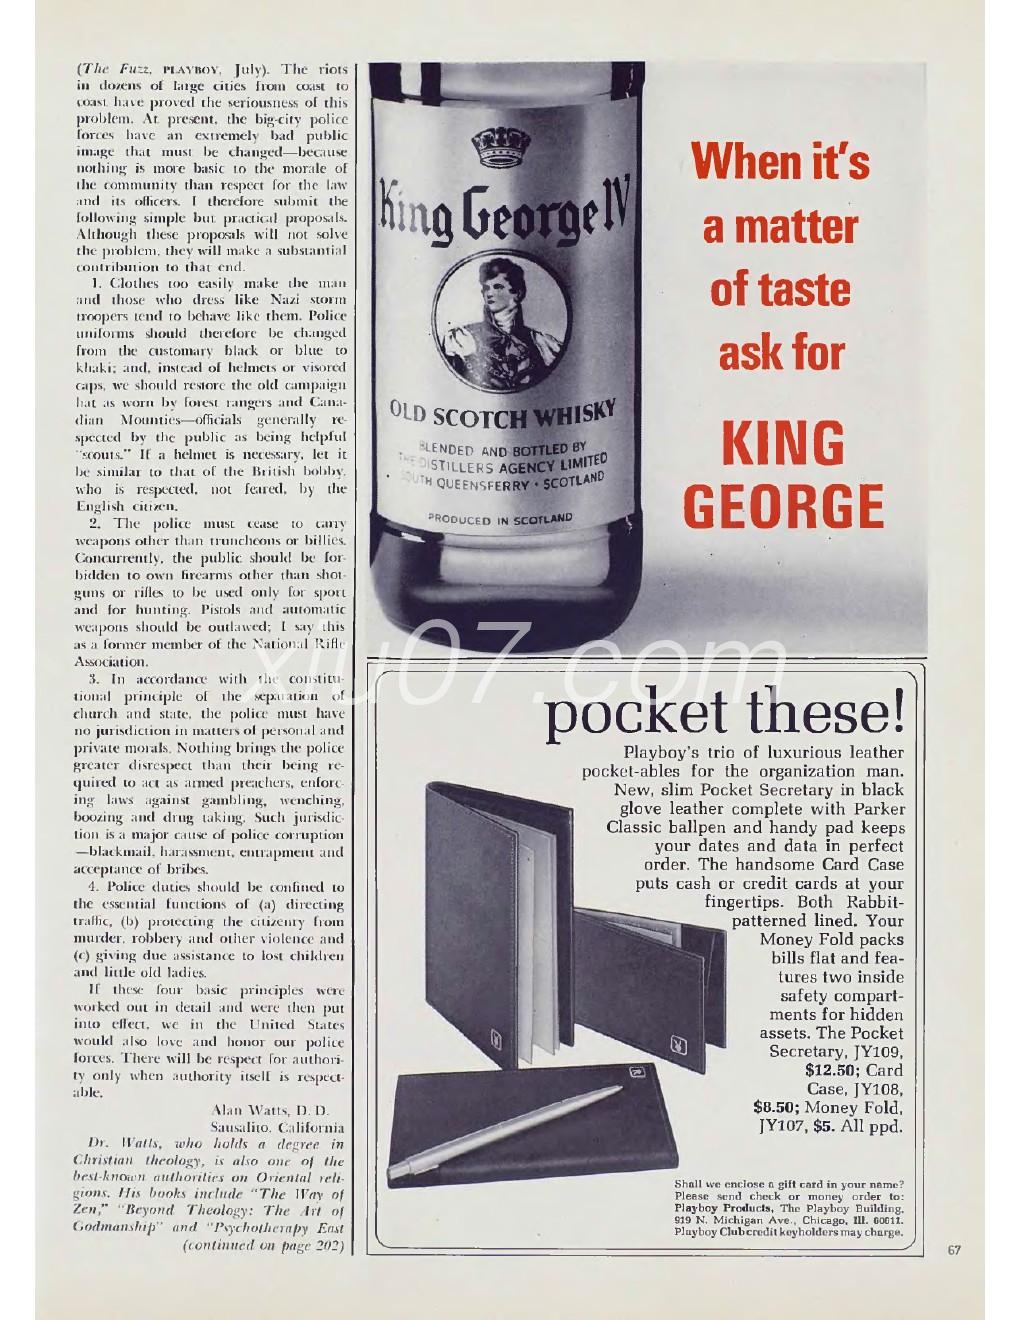 (The Fuzz, PLAYBOY, July). The riots
in dozens of large cities from coast to
coast have proved the seriousness of this
problem. At present, the big-city police
forces have an extremely bad public
image that must be changed—because
nothing is more basic to the morale of
the community than respect for the law
and its officers. I therefore submit the
following simple but practical proposals.
Although these proposals will not solve
the problem, they will make a substantial
contribution to that end.
1. Clothes too easily make the man
and those who dress like Nazi storm
troopers tend to behave like them. Police
uniforms should therefore be changed
from the customary black or blue to
khaki; and, instead of helmets or visored
caps, we should restore the old campaign
hat as worn by forest rangers and Cana-
dian Mounties—officials generally re-
spected by the public as being helpful
"scouts." If a helmet is necessary, let it
be similar to that of the British bobby,
who is respected, not feared, by the
English citizen.
2. The police must cease to carry
weapons other than truncheons or billies.
Concurrently, the public should be for-
bidden to own firearms other than shot-
guns or rifles to be used only for sport
and for hunting. Pistols and automatic
weapons should be outlawed; I say this
as a former member of the National Rifle
Association.
3. In accordance with the constitu-
tional principle of the separation of
church and state, the police must have
no jurisdiction in matters of personal and
private morals. Nothing brings the police
greater disrespect than their being re-
quired to act as armed preachers, enforc-
ing laws against gambling, wenching,
boozing and drug taking. Such jurisdic-
tion is a major cause of police corruption
—blackmail, harassment, entrapment and
acceptance of bribes.
4. Police duties should be confined to
the essential functions of (a) directing
traffic, (b) protecting the citizenry from
murder, robbery and other violence and
(c) giving due assistance to lost children
and little old ladies.
If these four basic principles were
worked out in detail and were then put
into effect, we in the United States
would also love and honor our police
forces. There will be respect for authori-
ty only when authority itself is respect-
able.
Alan Watts, D. D.
Sausalito, California
Dr. Watts, who holds a degree in
Christian theology, is also one of the
best-known authorities on Oriental reli-
gions. His books include "The Way of
Zen," "Beyond Theology: The Art of
Godmanship" and "Psychotherapy East
(continued on page 202)
King George IV
OLD SCOTCH WHISKY
BLENDED AND BOTTLED BY
THE DISTILLERS AGENCY LIMITED
SOUTH QUEENSFERRY · SCOTLAND
PRODUCED IN SCOTLAND
When it's
a matter
of taste
ask for
KING
GEORGE
xiu07.com
pocket these!
Playboy's trio of luxurious leather
pocket-ables for the organization man.
New, slim Pocket Secretary in black
glove leather complete with Parker
Classic ballpen and handy pad keeps
your dates and data in perfect
order. The handsome Card Case
puts cash or credit cards at your
fingertips. Both Rabbit-
patterned lined. Your
Money Fold packs
bills flat and fea-
tures two inside
safety compart-
ments for hidden
assets. The Pocket
Secretary, JY109,
$12.50; Card
Case, JY108,
$8.50; Money Fold,
JY107, $5. All ppd.
Shall we enclose a gift card in your name?
Please send check or money order to:
Playboy Products, The Playboy Building,
919 N. Michigan Ave., Chicago, Ill. 60611.
Playboy Club credit keyholders may charge.
67